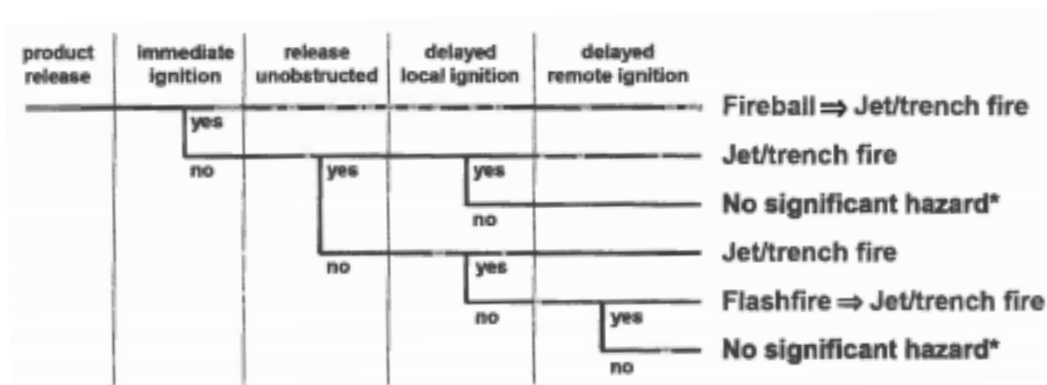 product release
immediate ignition
release unobstructed
delayed local ignition
delayed remote ignition
Fireball ⇒ Jet/trench fire
yes
no
Jet/trench fire
yes
yes
No significant hazard*
no
Jet/trench fire
no
yes
Flashfire ⇒ Jet/trench fire
no
yes
No significant hazard*
no